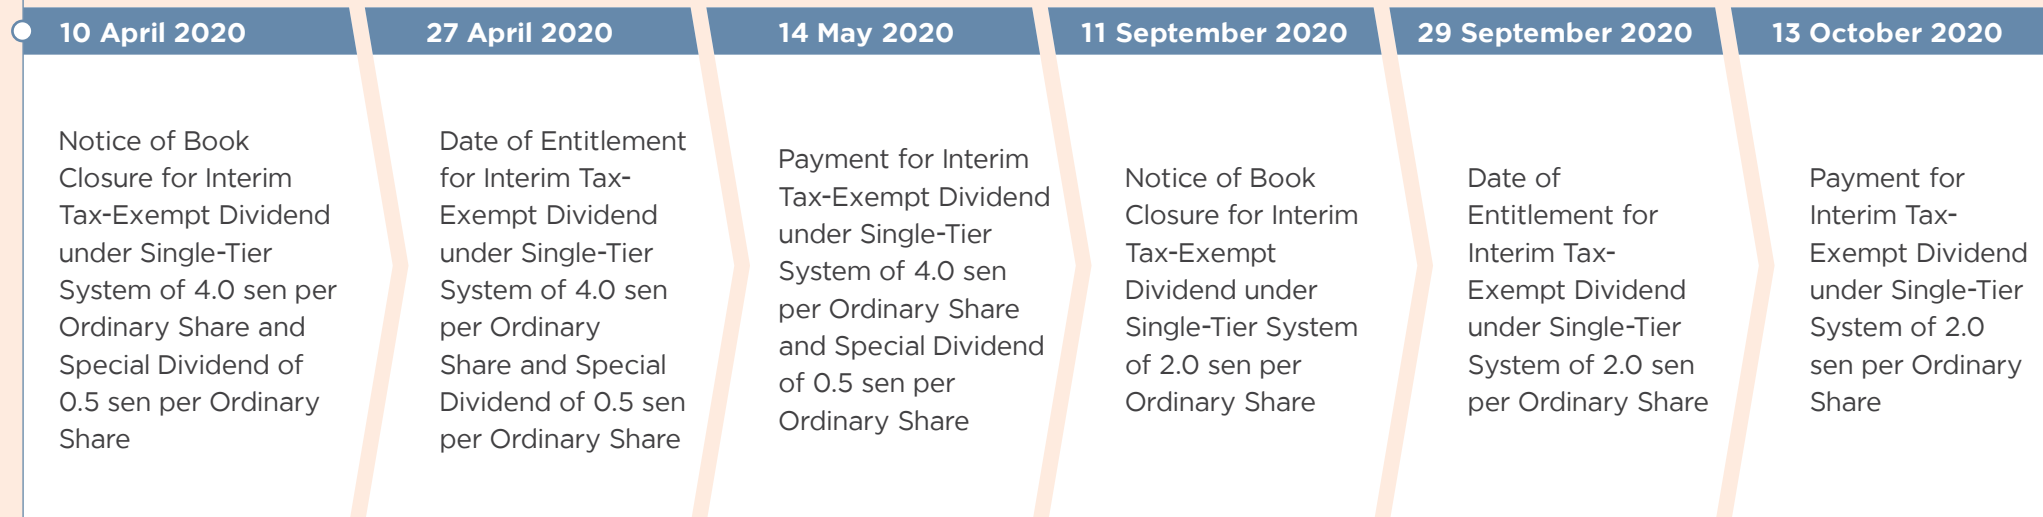 10 April 2020
Notice of Book
Closure for Interim
Tax-Exempt Dividend
under Single-Tier
System of 4.0 sen per
Ordinary Share and
Special Dividend of
0.5 sen per Ordinary
Share
27 April 2020
Date of Entitlement
for Interim Tax-
Exempt Dividend
under Single-Tier
System of 4.0 sen
per Ordinary
Share and Special
Dividend of 0.5 sen
per Ordinary Share
14 May 2020
Payment for Interim
Tax-Exempt Dividend
under Single-Tier
System of 4.0 sen
per Ordinary Share
and Special Dividend
of 0.5 sen per
Ordinary Share
11 September 2020
Notice of Book
Closure for Interim
Tax-Exempt
Dividend under
Single-Tier System
of 2.0 sen per
Ordinary Share
29 September 2020
Date of
Entitlement for
Interim Tax-
Exempt Dividend
under Single-Tier
System of 2.0 sen
per Ordinary Share
13 October 2020
Payment for
Interim Tax-
Exempt Dividend
under Single-Tier
System of 2.0
sen per Ordinary
Share